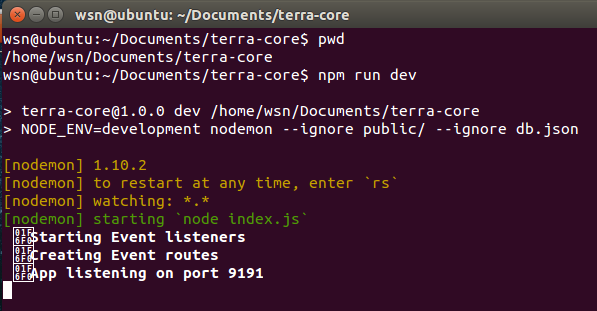 wsn@ubuntu: ~/Documents/terra-core
wsn@ubuntu:~/Documents/terra-core$ pwd
/home/wsn/Documents/terra-core
wsn@ubuntu:~/Documents/terra-core$ npm run dev
> terra-core@1.0.0 dev /home/wsn/Documents/terra-core
> NODE_ENV=development nodemon --ignore public/ --ignore db.json
[nodemon] 1.10.2
[nodemon] to restart at any time, enter `rs`
[nodemon] watching: *.*
[nodemon] starting `node index.js`
🛰Starting Event listeners
🛰Creating Event routes
🛰App listening on port 9191